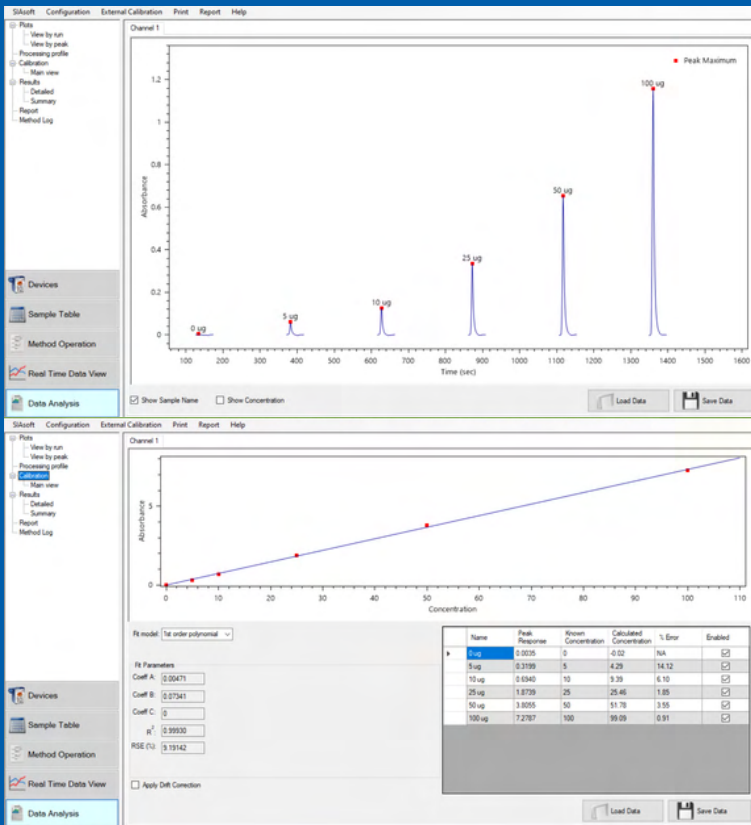 SIAsoft Configuration External Calibration Print Report Help
Plots
View by run
View by peak
Processing profile
Calibration
Main view
Results
Detailed
Summary
Report
Method Log
Devices
Sample Table
Method Operation
Real Time Data View
Data Analysis
Channel 1
Peak Maximum
Absorbance
1.2
1
0.8
0.6
0.4
0.2
0
0 ug
5 ug
10 ug
25 ug
50 ug
100 ug
100 200 300 400 500 600 700 800 900 1000 1100 1200 1300 1400 1500 1600
Time (sec)
Show Sample Name Show Concentration
Load Data Save Data
SIAsoft Configuration External Calibration Print Report Help
Plots
View by run
View by peak
Processing profile
Calibration
Main view
Results
Detailed
Summary
Report
Method Log
Devices
Sample Table
Method Operation
Real Time Data View
Data Analysis
Channel 1
Absorbance
5
0
0 10 20 30 40 50 60 70 80 90 100 110
Concentration
Fit model: 1st order polynomial
Fit Parameters
Coeff A: 0.00471
Coeff B: 0.07341
Coeff C: 0
R²: 0.99930
RSE (%): 9.19142
Apply Drift Correction
Name Peak Response Known Concentration Calculated Concentration % Error Enabled
0 ug 0.0035 0 -0.02 NA
5 ug 0.3199 5 4.29 14.12
10 ug 0.6940 10 9.39 6.10
25 ug 1.8739 25 25.46 1.85
50 ug 3.8055 50 51.78 3.55
100 ug 7.2787 100 99.09 0.91
Load Data Save Data